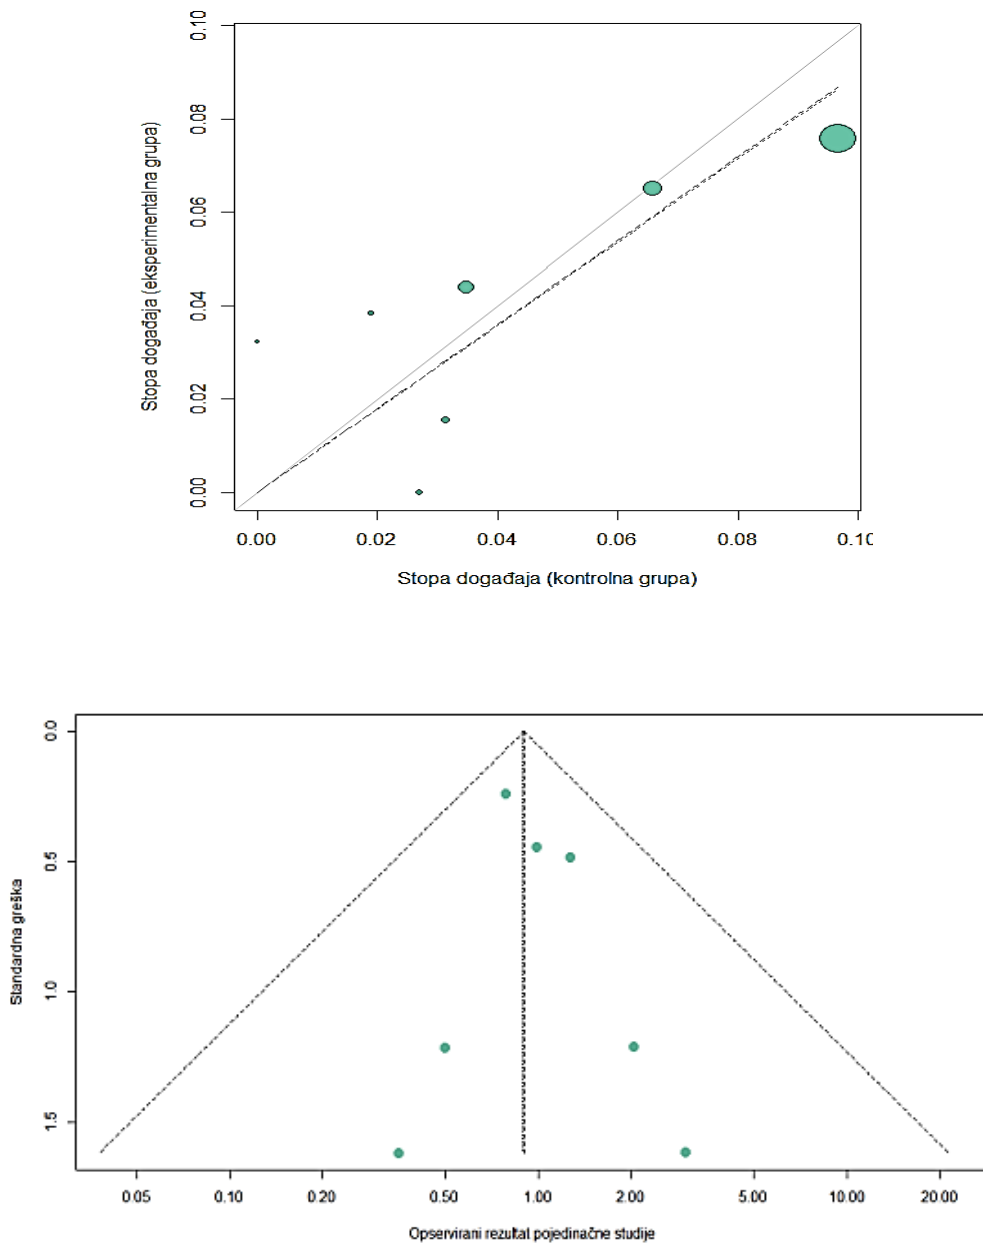 0.10
0.08
0.06
0.04
0.02
0.00
Stopa događaja (eksperimentalna grupa)
0.00 0.02 0.04 0.06 0.08 0.10
Stopa događaja (kontrolna grupa)
0.0
0.5
1.0
1.5
Standardna greška
0.05 0.10 0.20 0.50 1.00 2.00 5.00 10.00 20.00
Opservirani rezultat pojedinačne studije